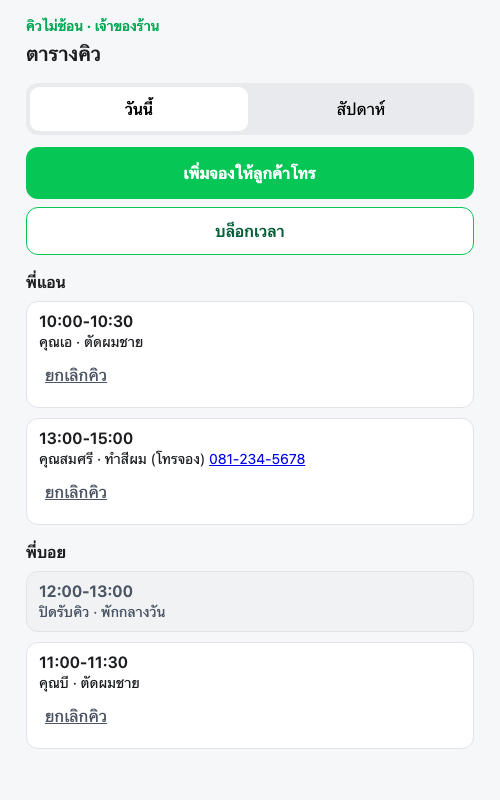 คิวไม่ซ้อน · เจ้าของร้าน
ตารางคิว
วันนี้
สัปดาห์
เพิ่มจองให้ลูกค้าโทร
บล็อกเวลา
พี่แอน
10:00-10:30
คุณเอ · ตัดผมชาย
ยกเลิกคิว
13:00-15:00
คุณสมศรี · ทำสีผม (โทรจอง) 081-234-5678
ยกเลิกคิว
พี่บอย
12:00-13:00
ปิดรับคิว · พักกลางวัน
11:00-11:30
คุณบี · ตัดผมชาย
ยกเลิกคิว